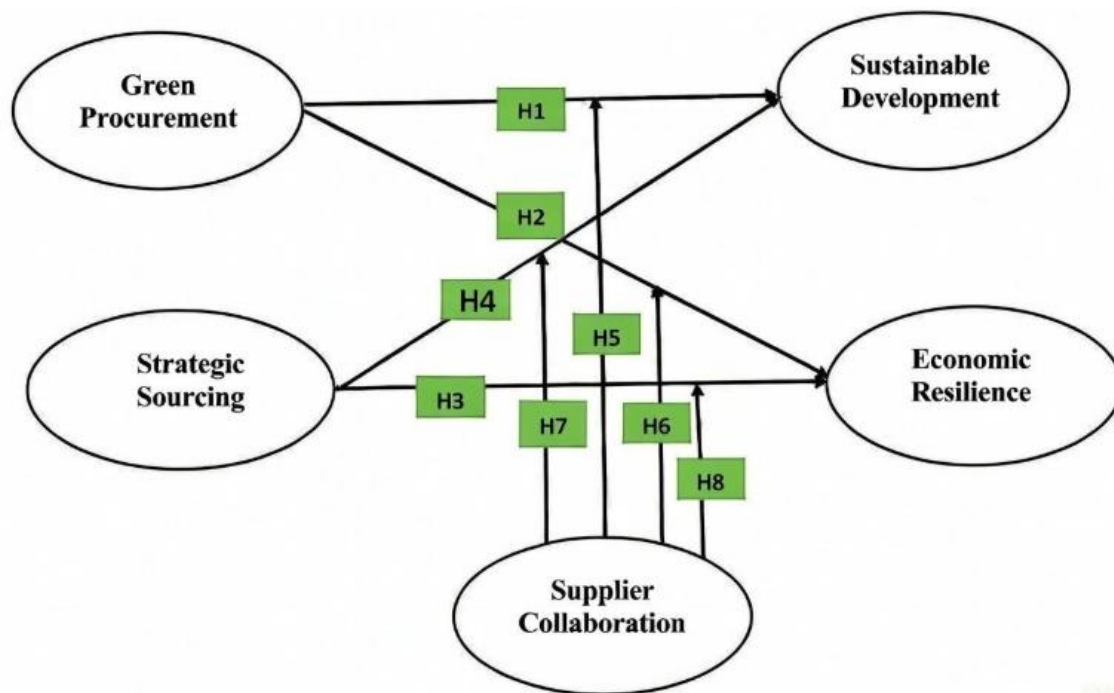 Green
Procurement
Sustainable
Development
H1
H2
H4
Strategic
Sourcing
H3
H5
H7
H6
H8
Economic
Resilience
Supplier
Collaboration